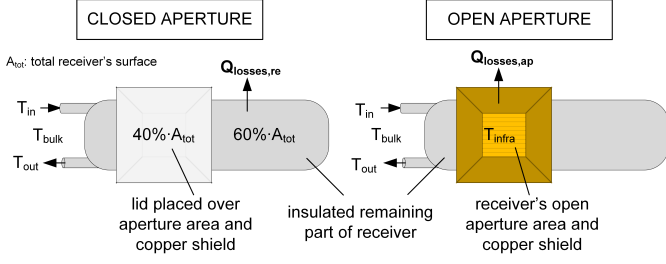 CLOSED APERTURE
OPEN APERTURE
A_tot: total receiver's surface
Q_losses,re
Q_losses,ap
T_in
T_bulk
T_out
40%·A_tot
60%·A_tot
T_in
T_bulk
T_out
T_infra
lid placed over
aperture area and
copper shield
insulated remaining
part of receiver
receiver's open
aperture area and
copper shield